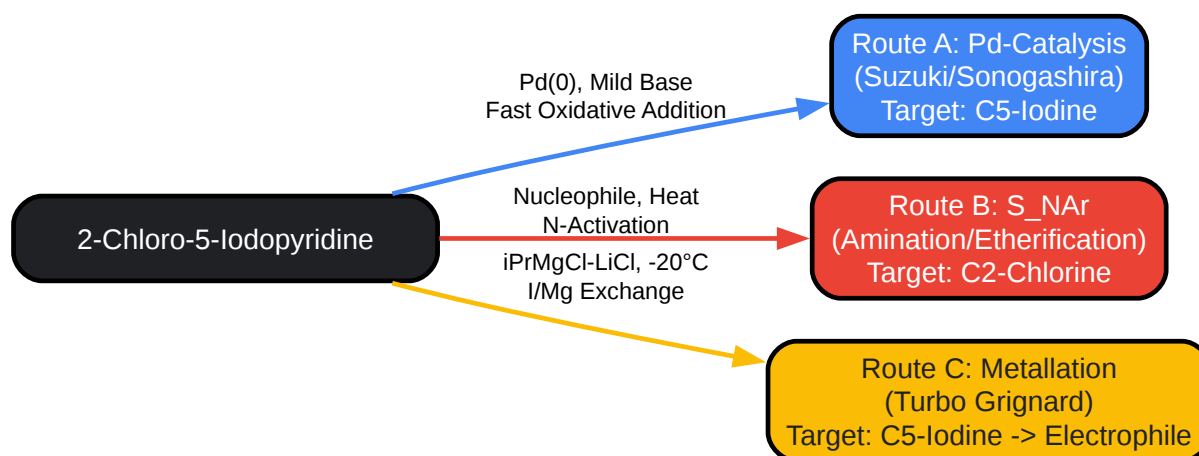 2-Chloro-5-Iodopyridine
Pd(0), Mild Base
Fast Oxidative Addition
Route A: Pd-Catalysis
(Suzuki/Sonogashira)
Target: C5-Iodine
Nucleophile, Heat
N-Activation
Route B: S_NAr
(Amination/Etherification)
Target: C2-Chlorine
iPrMgCl-LiCl, -20°C
I/Mg Exchange
Route C: Metallation
(Turbo Grignard)
Target: C5-Iodine -> Electrophile